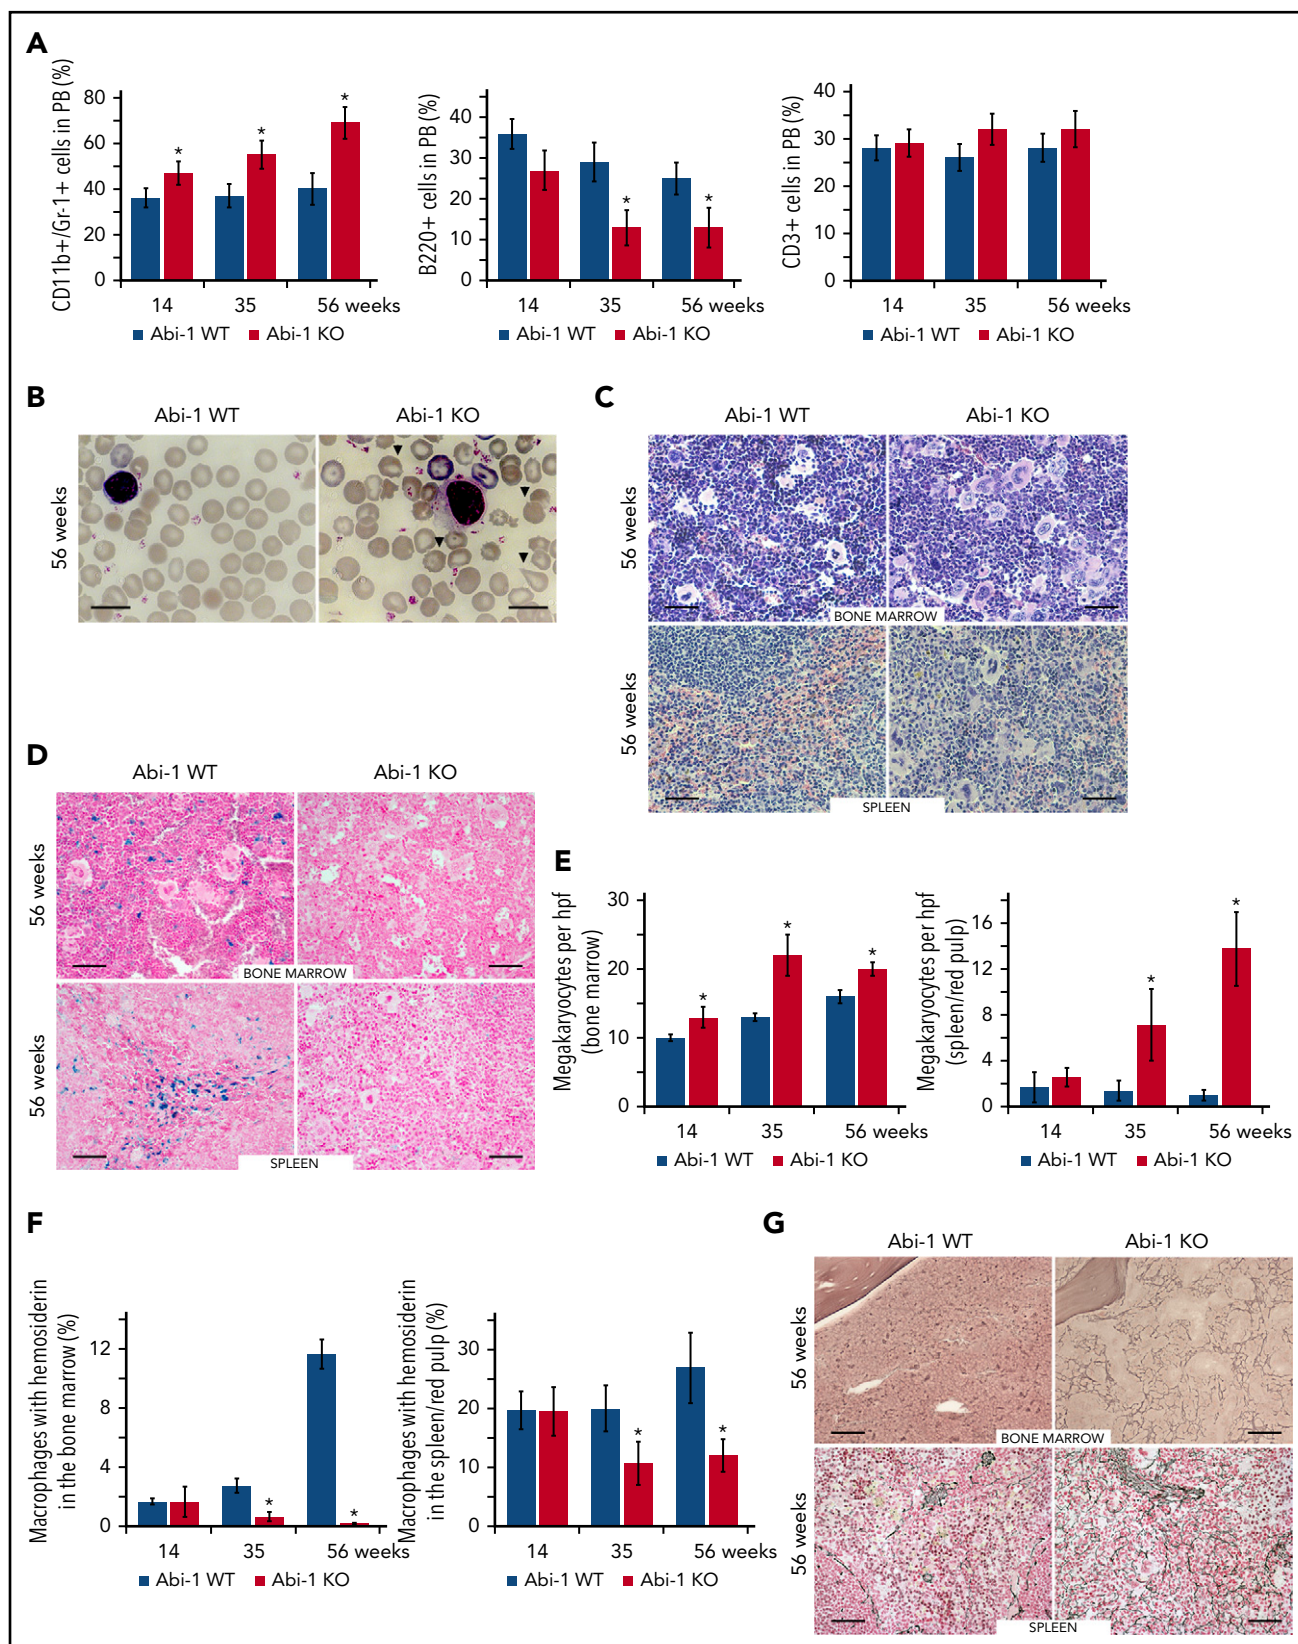 A
CD11b+/Gr-1+ cells in PB (%)
80
60
40
20
0
14
35
56 weeks
Abi-1 WT
Abi-1 KO
B220+ cells in PB (%)
40
30
20
10
0
14
35
56 weeks
Abi-1 WT
Abi-1 KO
CD3+ cells in PB (%)
40
30
20
10
0
14
35
56 weeks
Abi-1 WT
Abi-1 KO
*
*
*
*
*
B
Abi-1 WT
Abi-1 KO
56 weeks
C
Abi-1 WT
Abi-1 KO
56 weeks
BONE MARROW
56 weeks
SPLEEN
D
Abi-1 WT
Abi-1 KO
56 weeks
BONE MARROW
56 weeks
SPLEEN
E
Megakaryocytes per hpf
(bone marrow)
30
20
10
0
*
*
*
14
35
56 weeks
Abi-1 WT
Abi-1 KO
Megakaryocytes per hpf
(spleen/red pulp)
16
12
8
4
0
*
*
14
35
56 weeks
Abi-1 WT
Abi-1 KO
F
Macrophages with hemosiderin
in the bone marrow (%)
12
8
4
0
*
*
14
35
56 weeks
Abi-1 WT
Abi-1 KO
Macrophages with hemosiderin
in the spleen/red pulp (%)
30
20
10
0
*
*
14
35
56 weeks
Abi-1 WT
Abi-1 KO
G
Abi-1 WT
Abi-1 KO
56 weeks
BONE MARROW
56 weeks
SPLEEN